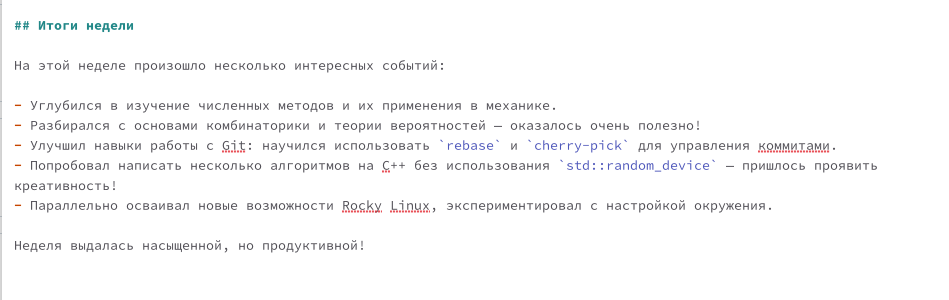 ## Итоги недели
На этой неделе произошло несколько интересных событий:
- Углубился в изучение численных методов и их применения в механике.
- Разбирался с основами комбинаторики и теории вероятностей — оказалось очень полезно!
- Улучшил навыки работы с Git: научился использовать `rebase` и `cherry-pick` для управления коммитами.
- Попробовал написать несколько алгоритмов на C++ без использования `std::random_device` — пришлось проявить
креативность!
- Параллельно осваивал новые возможности Rocky Linux, экспериментировал с настройкой окружения.
Неделя выдалась насыщенной, но продуктивной!